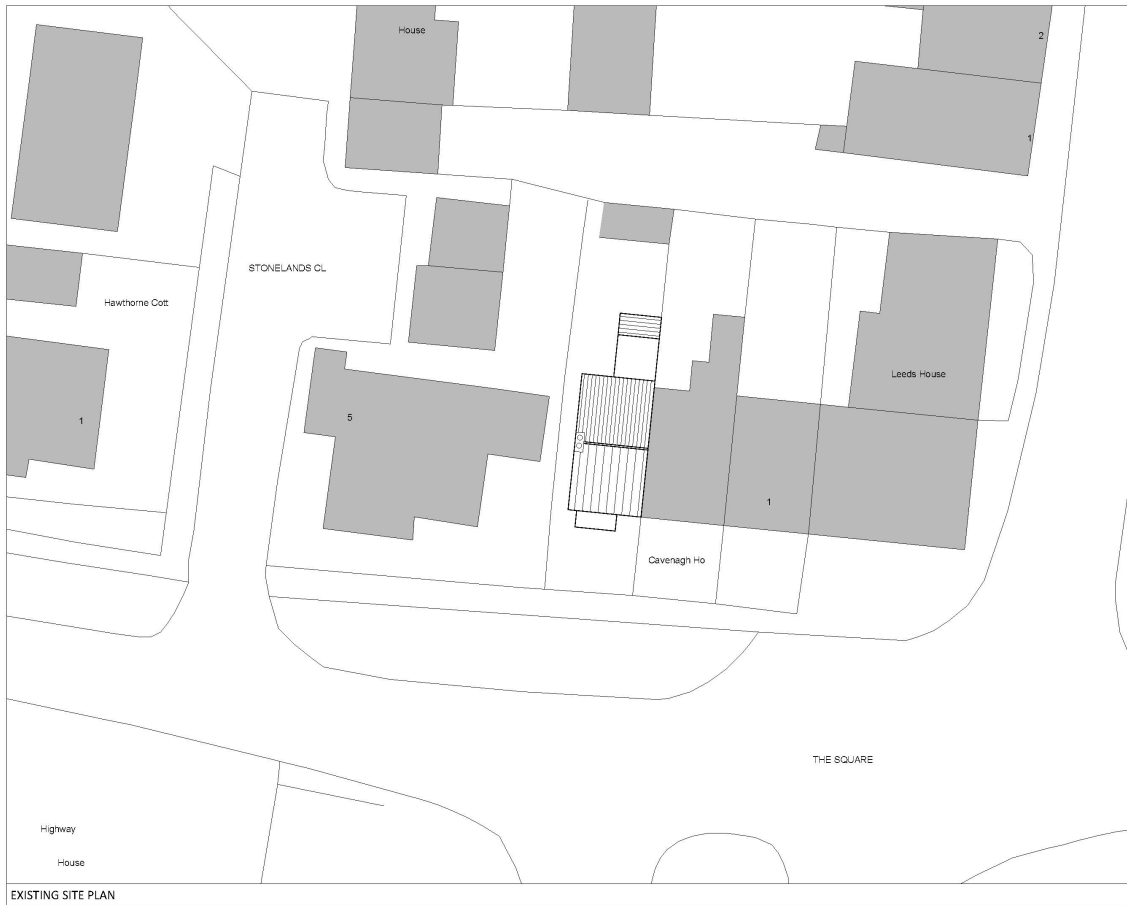 House
2
1
STONELANDS CL
Hawthorne Cott
Leeds House
5
1
1
Cavenagh Ho
THE SQUARE
Highway
House
EXISTING SITE PLAN